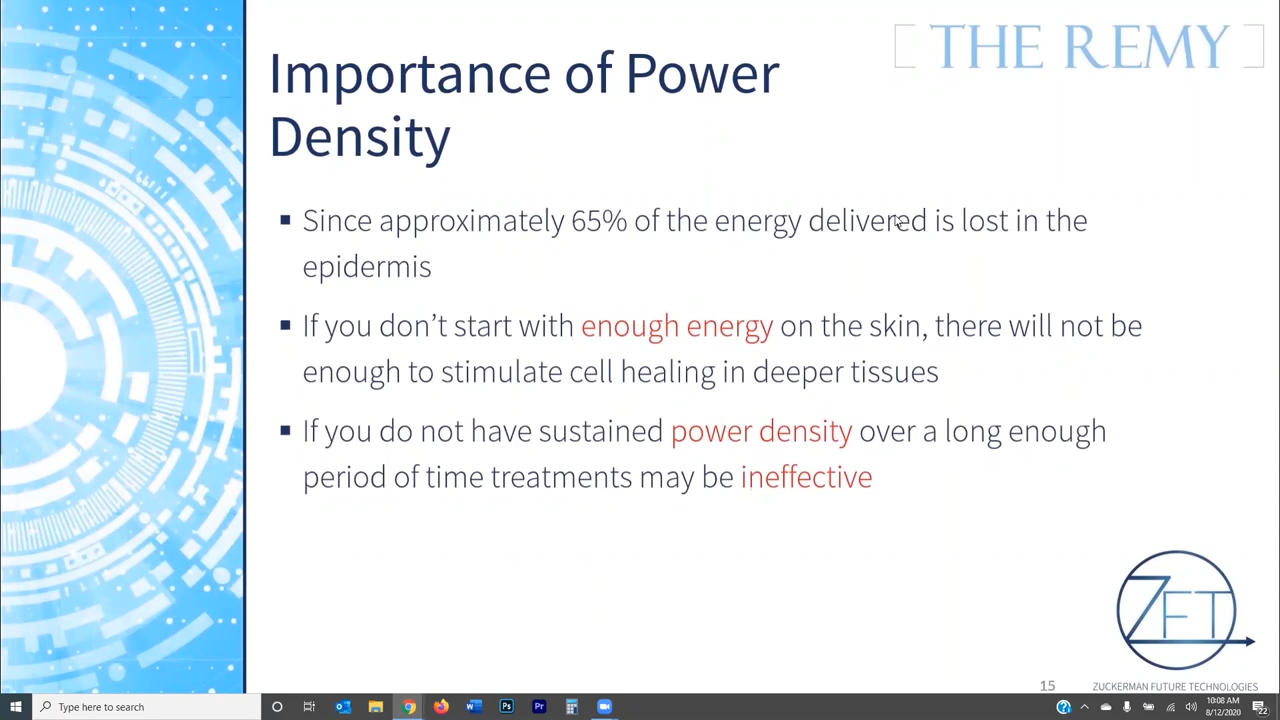 THE REMY
Importance of Power
Density
▪ Since approximately 65% of the energy delivered is lost in the
epidermis
▪ If you don’t start with enough energy on the skin, there will not be
enough to stimulate cell healing in deeper tissues
▪ If you do not have sustained power density over a long enough
period of time treatments may be ineffective
ZFT
15
ZUCKERMAN FUTURE TECHNOLOGIES
Type here to search
Ps
Pr
10:08 AM
8/12/2020
22